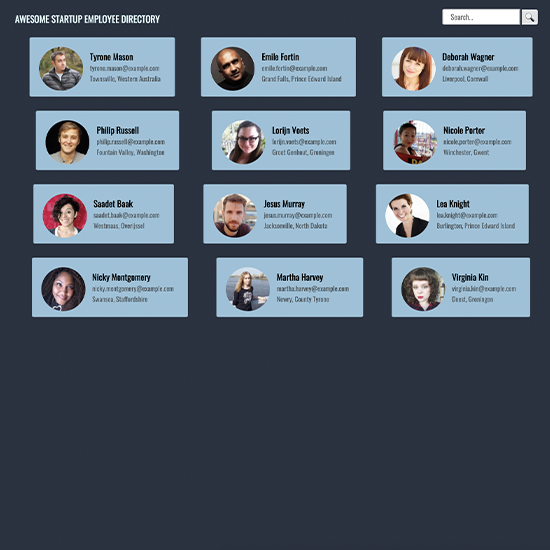 AWESOME STARTUP EMPLOYEE DIRECTORY
Search...
Tyrone Mason
tyrone.mason@example.com
Townsville, Western Australia
Emile Fortin
emile.fortin@example.com
Grand Falls, Prince Edward Island
Deborah Wagner
deborah.wagner@example.com
Liverpool, Cornwall
Philip Russell
philip.russell@example.com
Fountain Valley, Washington
Lorijn Voets
lorijn.voets@example.com
Groot Genhout, Groningen
Nicole Porter
nicole.porter@example.com
Winchester, Gwent
Saadet Baak
saadet.baak@example.com
Westmaas, Overijssel
Jesus Murray
jesus.murray@example.com
Jacksonville, North Dakota
Lea Knight
lea.knight@example.com
Burlington, Prince Edward Island
Nicky Montgomery
nicky.montgomery@example.com
Swansea, Staffordshire
Martha Harvey
martha.harvey@example.com
Newry, County Tyrone
Virginia Kin
virginia.kin@example.com
Deest, Groningen